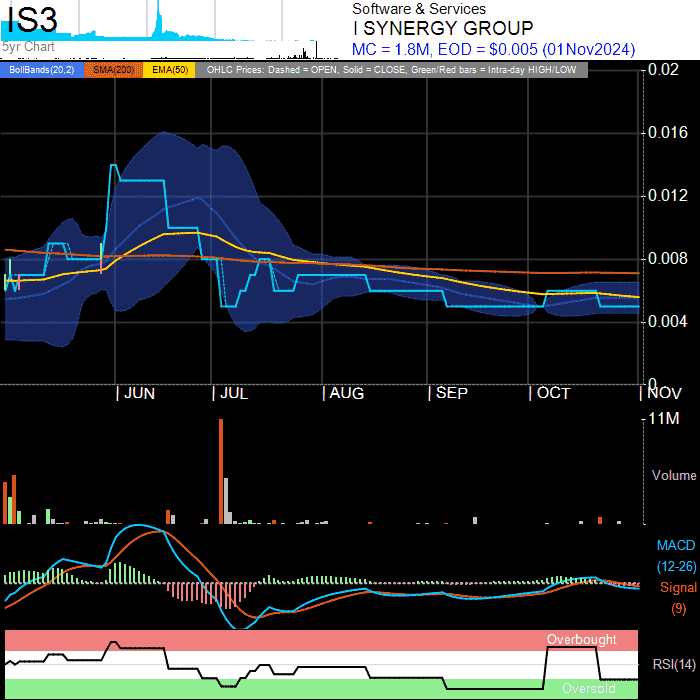 IS3
5yr Chart
Software & Services
I SYNERGY GROUP
MC = 1.8M, EOD = $0.005 (01Nov2024)
BollBands(20,2) SMA(200) EMA(50) OHLC Prices: Dashed = OPEN, Solid = CLOSE, Green/Red bars = Intra-day HIGH/LOW
0.02
0.016
0.012
0.008
0.004
0
JUN JUL AUG SEP OCT NOV
11M
Volume
MACD
(12-26)
Signal
(9)
Overbought
RSI(14)
Oversold